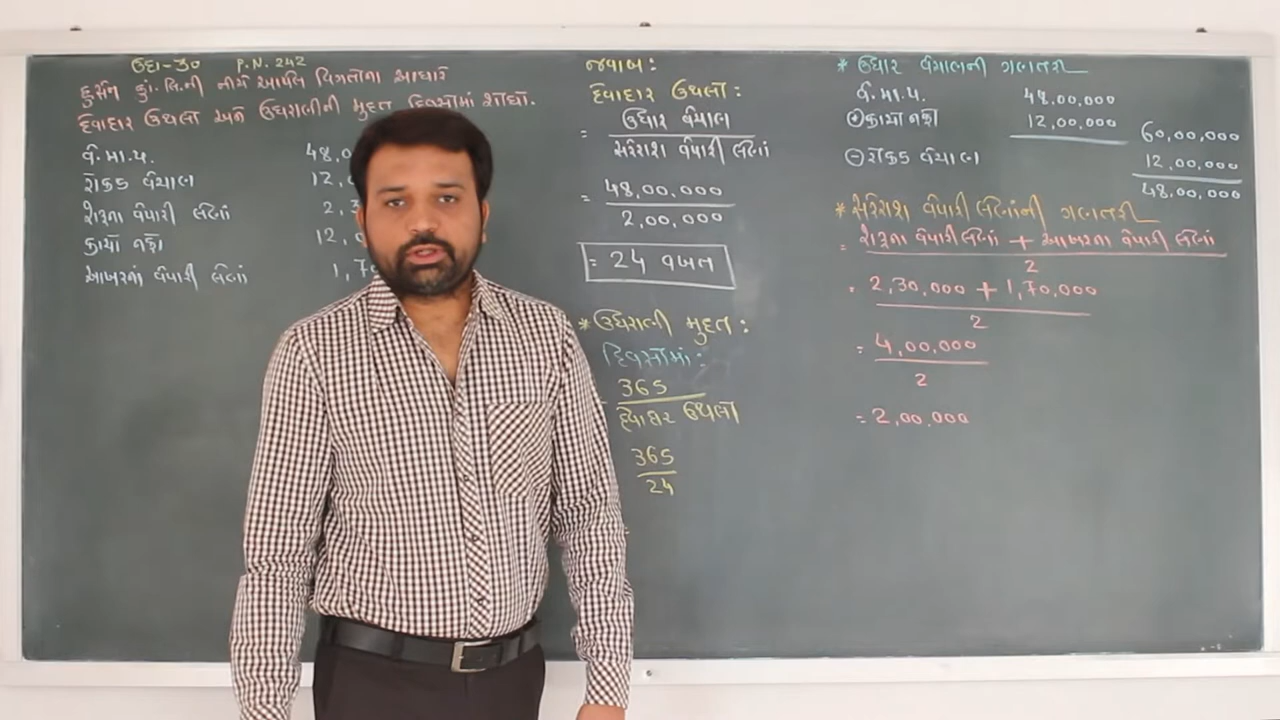 ઉદા-30 P.N. 242
હુસેન કું. લિ.ની નીચે આપેલ વિગતોના આધારે
દેવાદાર ઉથલો અને ઉઘરાણીની મુદત દિવસોમાં શોધો.
વે.મા.પ. 48,0
રોકડ વેચાણ 12,0
શરૂના વેપારી લેણાં 2,3
કાચો નફો 12,0
આખરનાં વેપારી લેણાં 1,70
જવાબ :
દેવાદાર ઉથલો :
= ઉધાર વેચાણ
સરેરાશ વેપારી લેણાં
= 48,00,000
2,00,000
= 24 વખત
* ઉઘરાણી મુદત :
દિવસોમાં :
= 365
દેવાદાર ઉથલો
365
24
* ઉધાર વેચાણની ગણતરી
વે.મા.પ. 48,00,000
+ કાચો નફો 12,00,000 60,00,000
- રોકડ વેચાણ 12,00,000
48,00,000
* સરેરાશ વેપારી લેણાંની ગણતરી
= શરૂના વેપારી લેણાં + આખરના વેપારી લેણાં
2
= 2,30,000 + 1,70,000
2
= 4,00,000
2
= 2,00,000